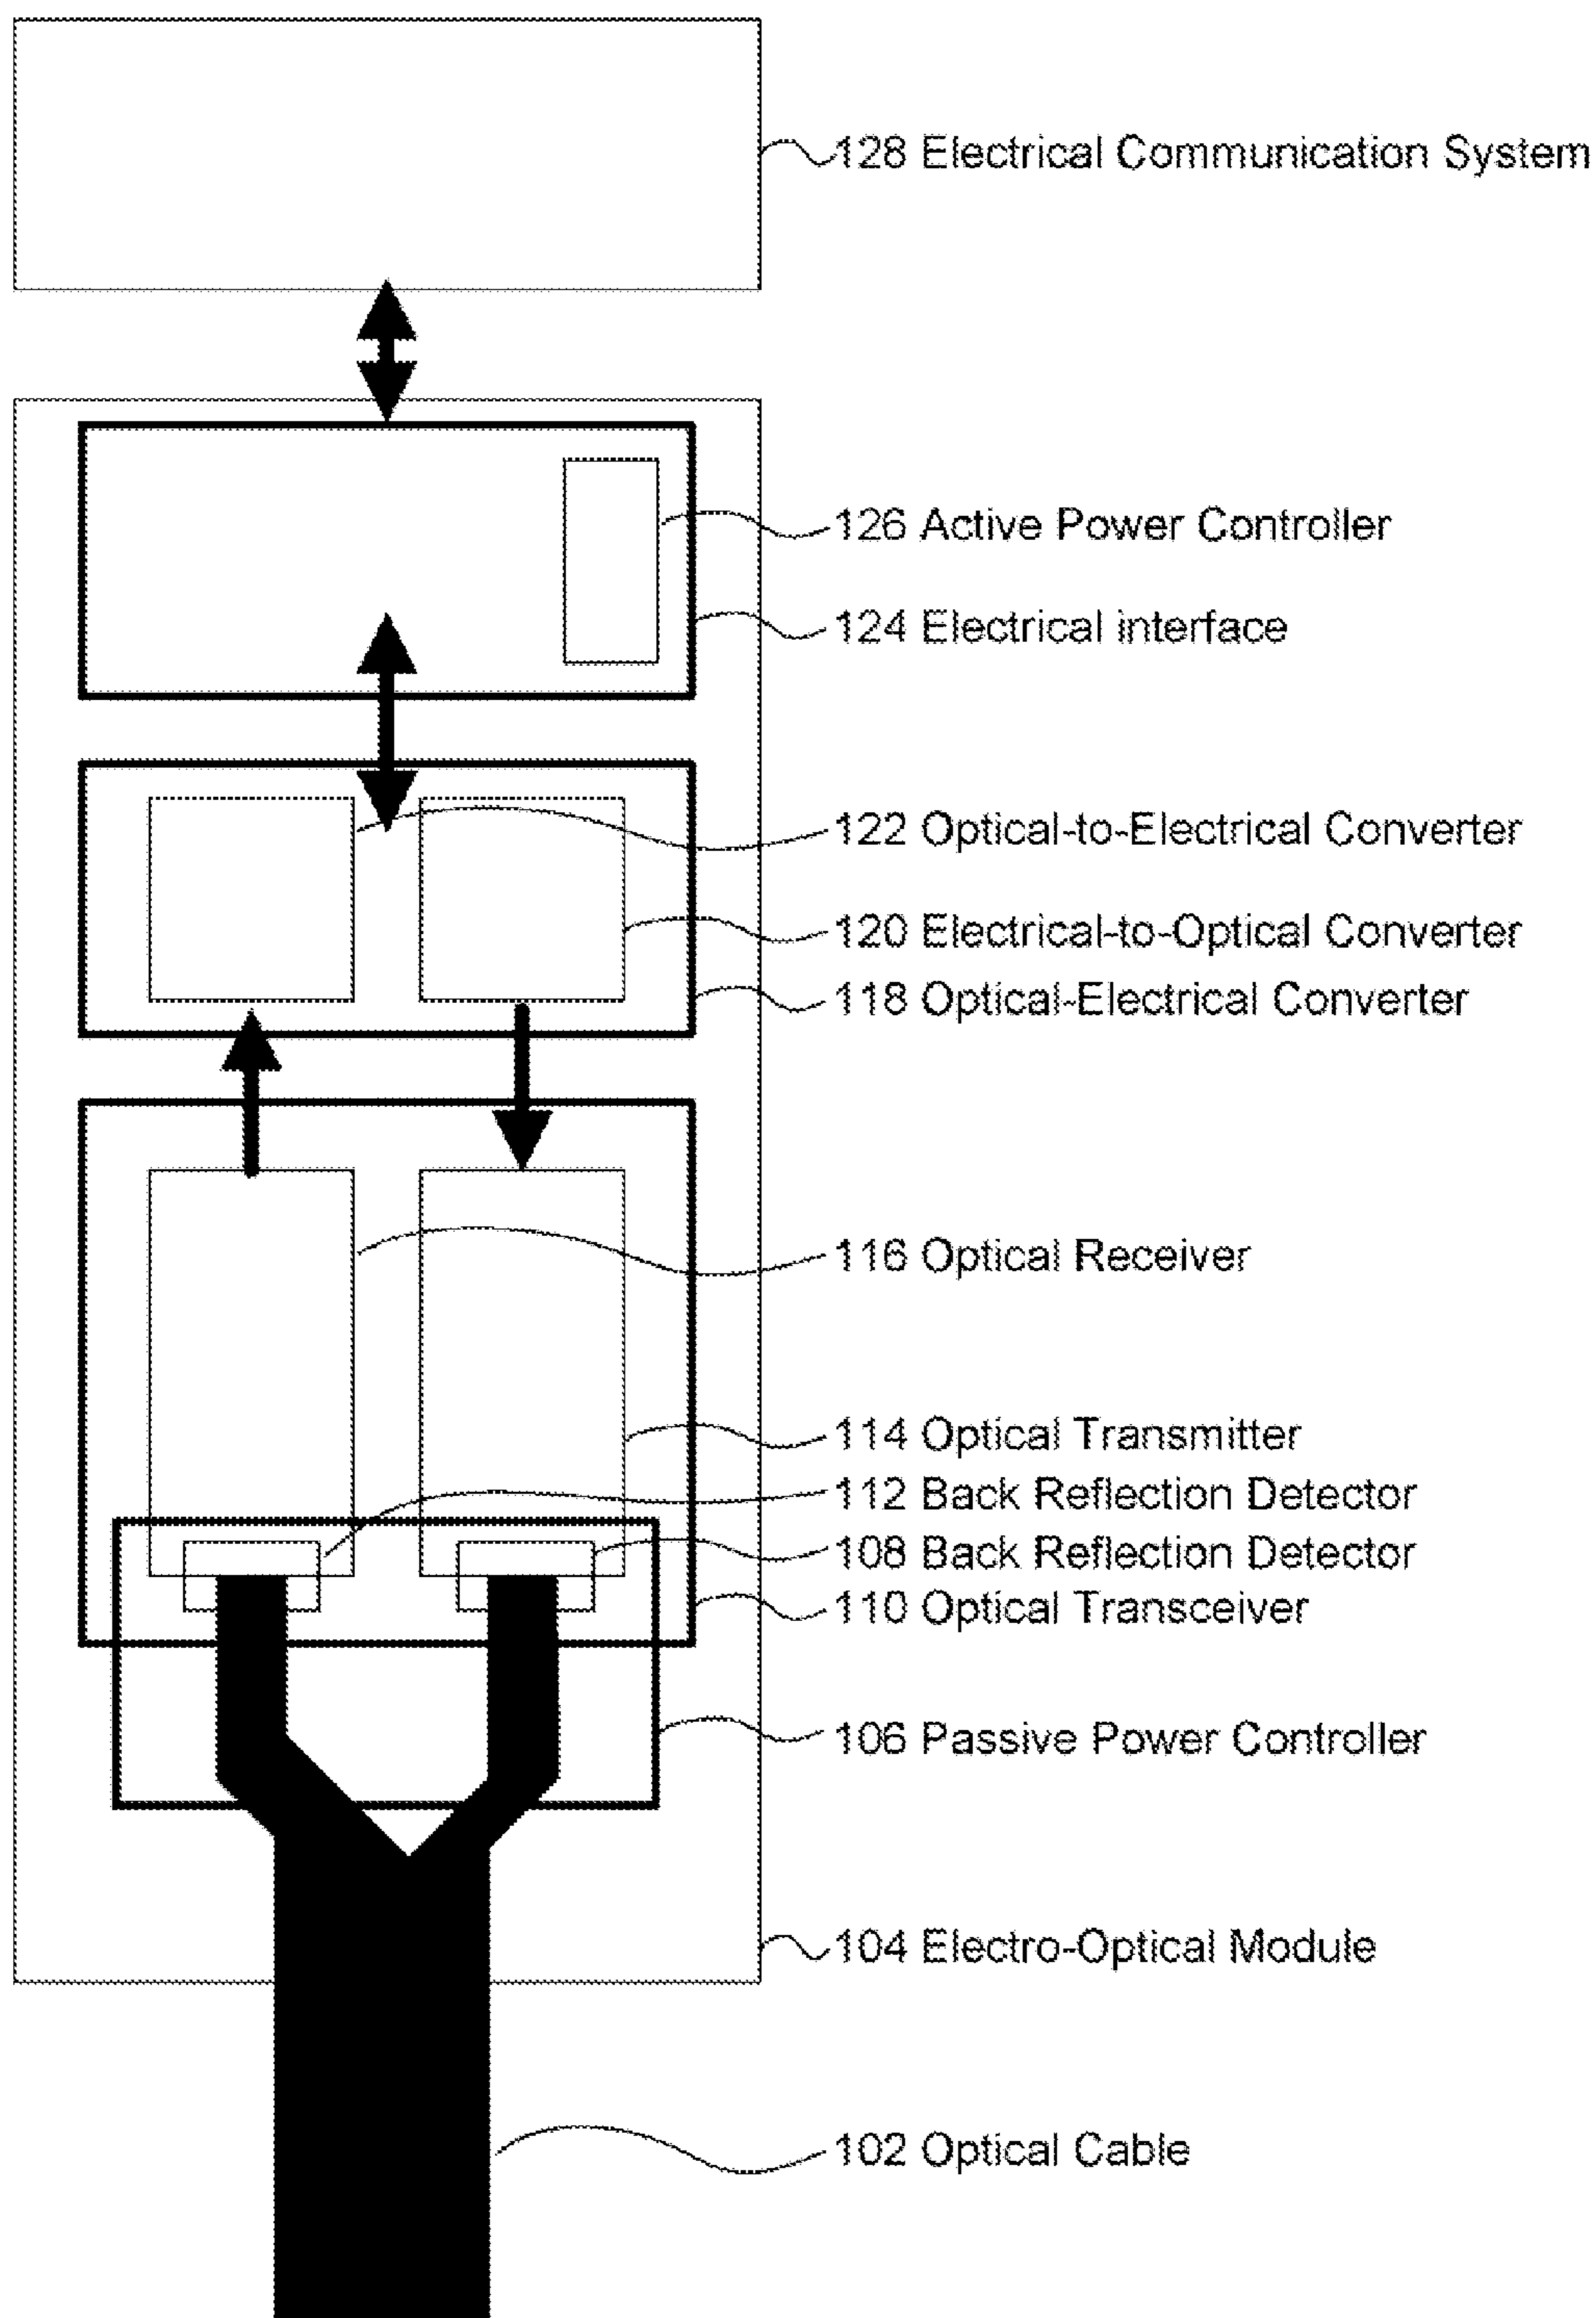 128 Electrical Communication System
126 Active Power Controller
124 Electrical interface
122 Optical-to-Electrical Converter
120 Electrical-to-Optical Converter
118 Optical-Electrical Converter
116 Optical Receiver
114 Optical Transmitter
112 Back Reflection Detector
108 Back Reflection Detector
110 Optical Transceiver
106 Passive Power Controller
104 Electro-Optical Module
102 Optical Cable